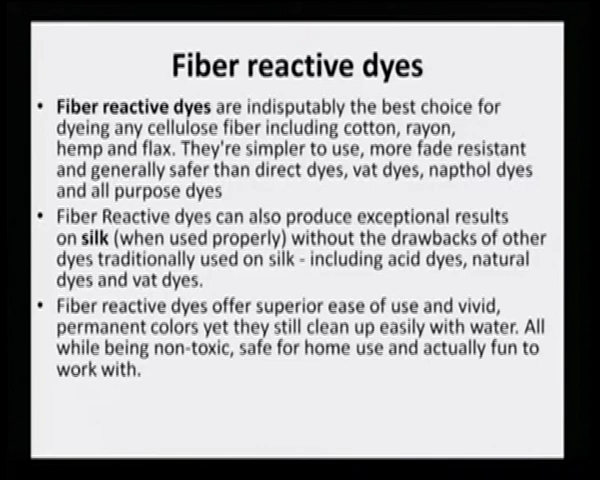 Fiber reactive dyes
• Fiber reactive dyes are indisputably the best choice for
dyeing any cellulose fiber including cotton, rayon,
hemp and flax. They're simpler to use, more fade resistant
and generally safer than direct dyes, vat dyes, napthol dyes
and all purpose dyes
• Fiber Reactive dyes can also produce exceptional results
on silk (when used properly) without the drawbacks of other
dyes traditionally used on silk - including acid dyes, natural
dyes and vat dyes.
• Fiber reactive dyes offer superior ease of use and vivid,
permanent colors yet they still clean up easily with water. All
while being non-toxic, safe for home use and actually fun to
work with.